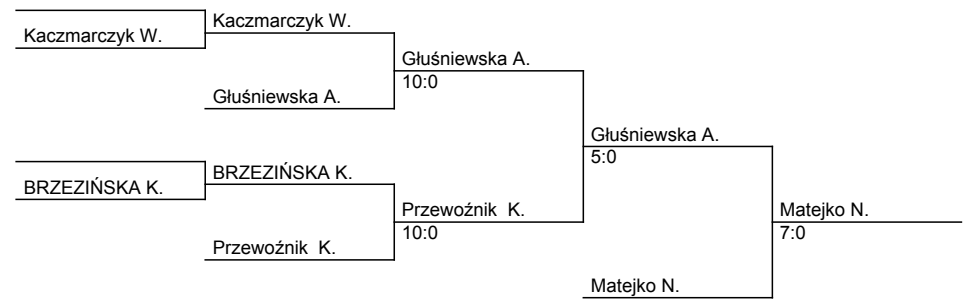 Kaczmarczyk W.
Kaczmarczyk W.
Głuśniewska A.
10:0
Głuśniewska A.
Głuśniewska A.
5:0
BRZEZIŃSKA K.
BRZEZIŃSKA K.
Przewoźnik K.
10:0
Matejko N.
7:0
Przewoźnik K.
Matejko N.